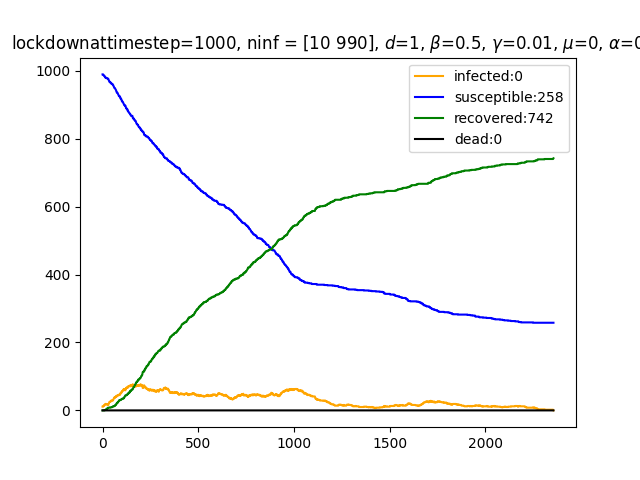 lockdownattimestep=1000, ninf = [10 990], d=1, β=0.5, γ=0.01, μ=0, α=0
infected:0
susceptible:258
recovered:742
dead:0
1000
800
600
400
200
0
0 500 1000 1500 2000